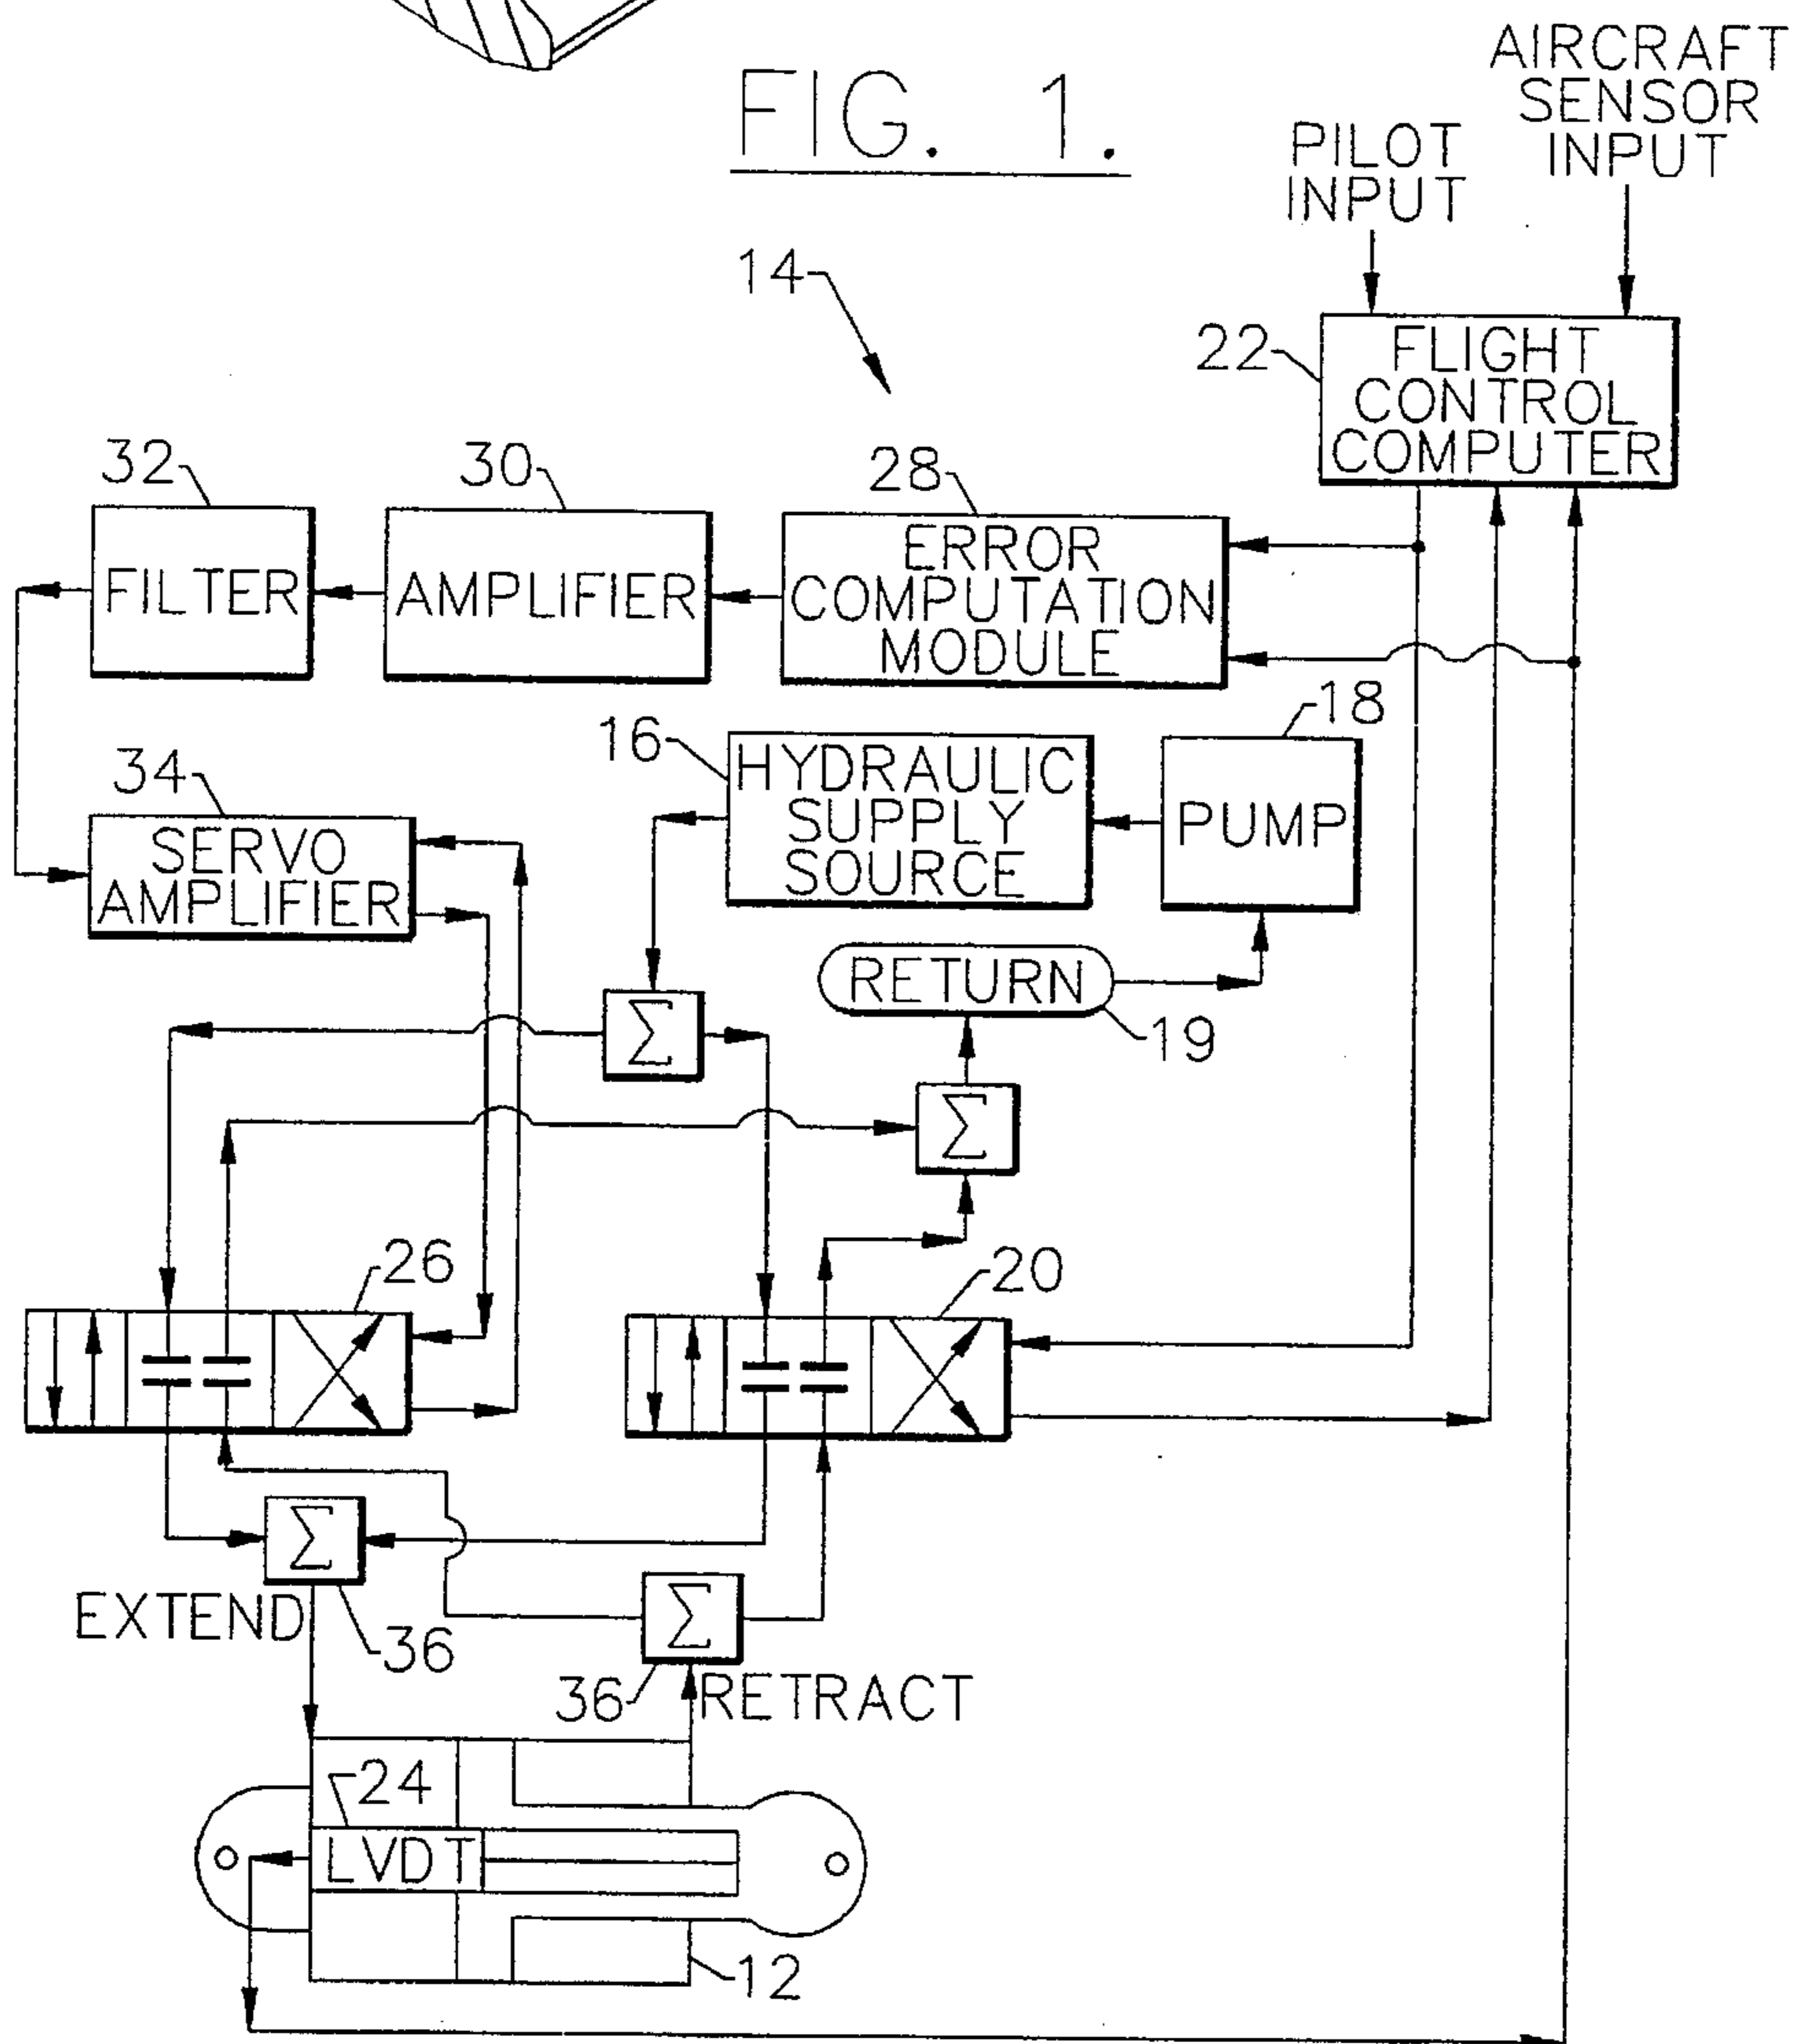 FIG. 1.
AIRCRAFT
SENSOR
INPUT
PILOT
INPUT
14
22
FLIGHT
CONTROL
COMPUTER
32
30
28
FILTER
AMPLIFIER
ERROR
COMPUTATION
MODULE
16
18
HYDRAULIC
SUPPLY
SOURCE
PUMP
34
SERVO
AMPLIFIER
RETURN
19
Σ
Σ
26
20
Σ
EXTEND
36
Σ
36
RETRACT
24
LVDT
12